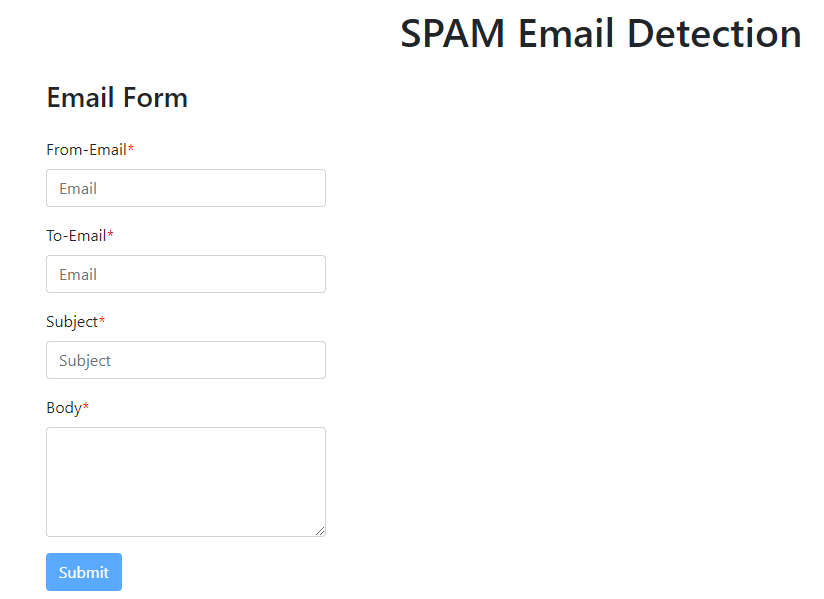 SPAM Email Detection
Email Form
From-Email*
Email
To-Email*
Email
Subject*
Subject
Body*
Submit